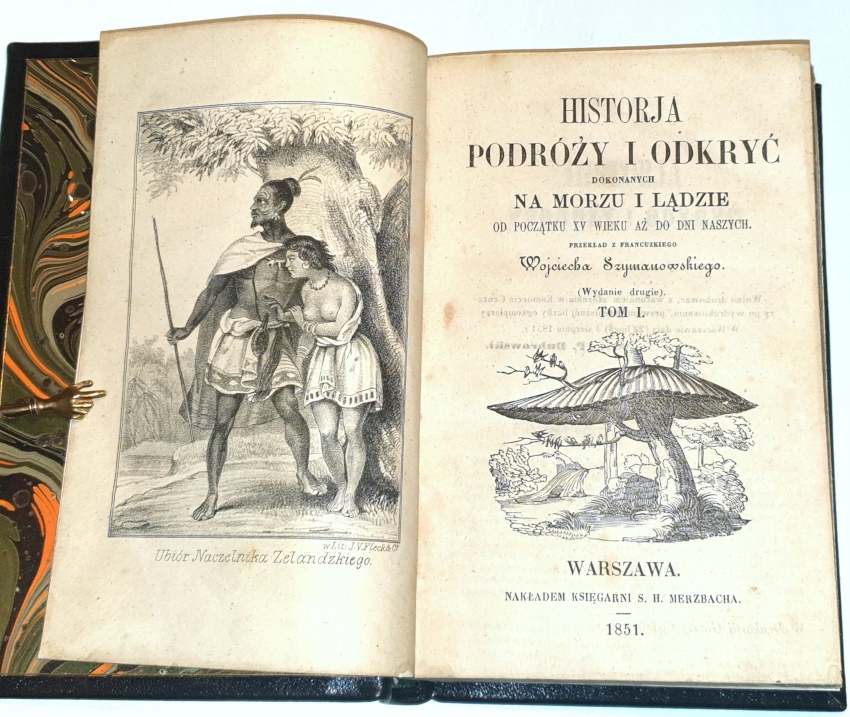 w Lit: J.V. Fleck & Cº
Ubiór Naczelnika Zelandzkiego.
HISTORJA
PODRÓŻY I ODKRYĆ
DOKONANYCH
NA MORZU I LĄDZIE
OD POCZĄTKU XV WIEKU AŻ DO DNI NASZYCH.
PRZEKŁAD Z FRANCUZKIEGO
Wojciecha Szymanowskiego.
(Wydanie drugie).
TOM I.
WARSZAWA.
NAKŁADEM KSIĘGARNI S. H. MERZBACHA.
1851.